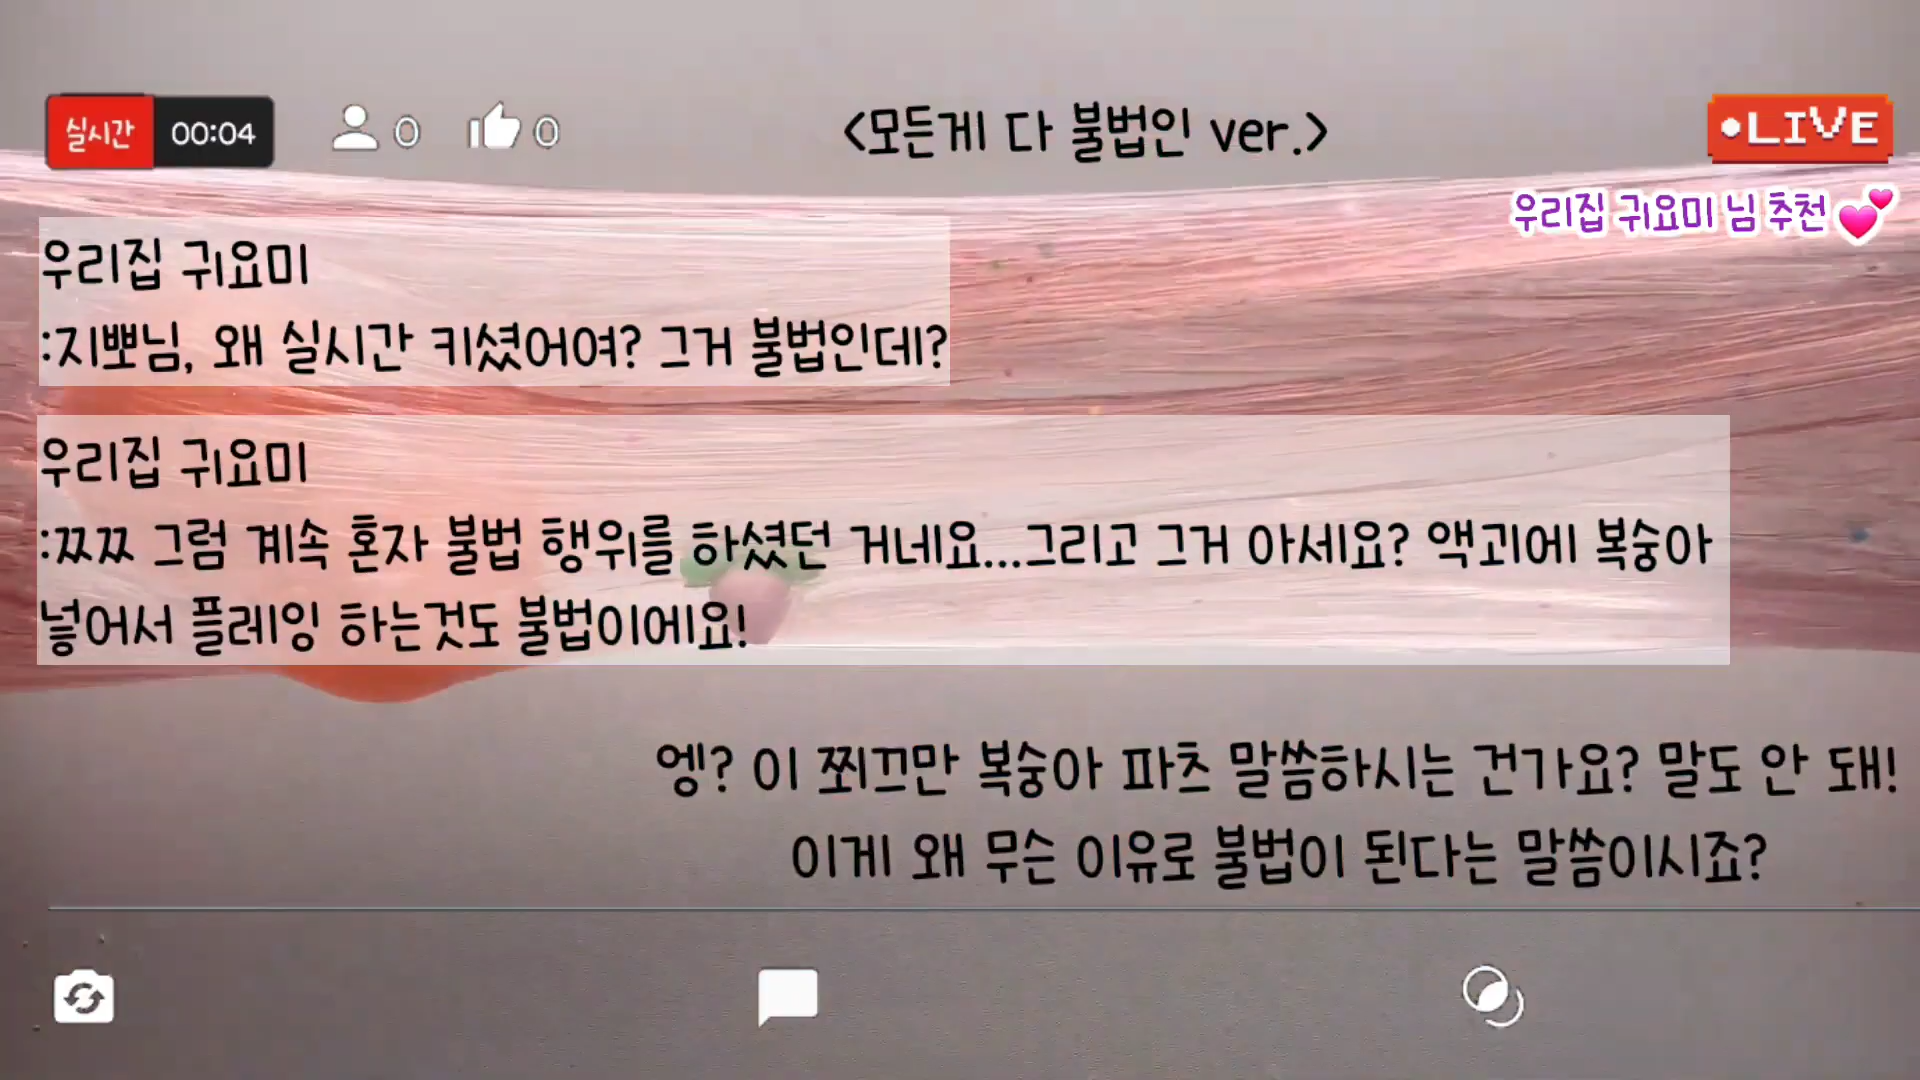 실시간 00:04 0 0 <모든게 다 불법인 ver.> •LIVE
우리집 귀요미 님 추천
우리집 귀요미
:지뽀님, 왜 실시간 키셨어여? 그거 불법인데?
우리집 귀요미
:쯔쯔 그럼 계속 혼자 불법 행위를 하셨던 거네요...그리고 그거 아세요? 액괴에 복숭아
넣어서 플레잉 하는것도 불법이에요!
엥? 이 쬐끄만 복숭아 파츠 말씀하시는 건가요? 말도 안 돼!
이게 왜 무슨 이유로 불법이 된다는 말씀이시죠?